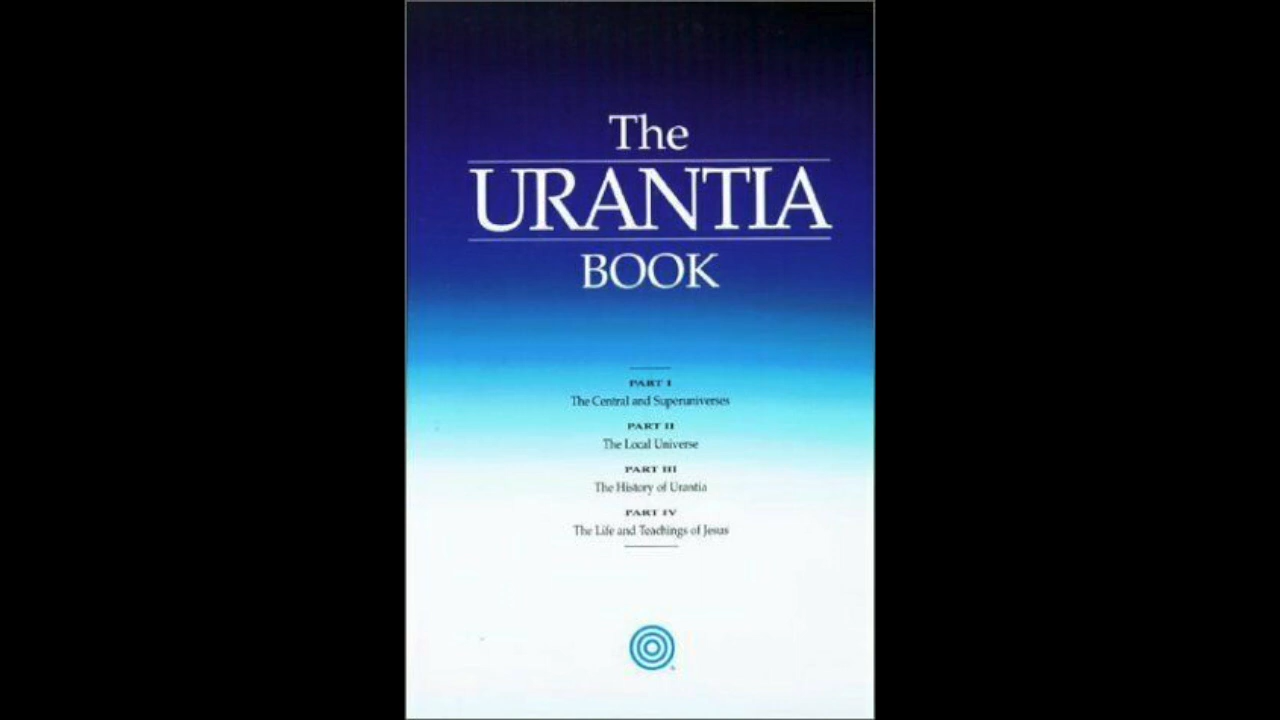 The
URANTIA
BOOK
PART I
The Central and Superuniverses
PART II
The Local Universe
PART III
The History of Urantia
PART IV
The Life and Teachings of Jesus